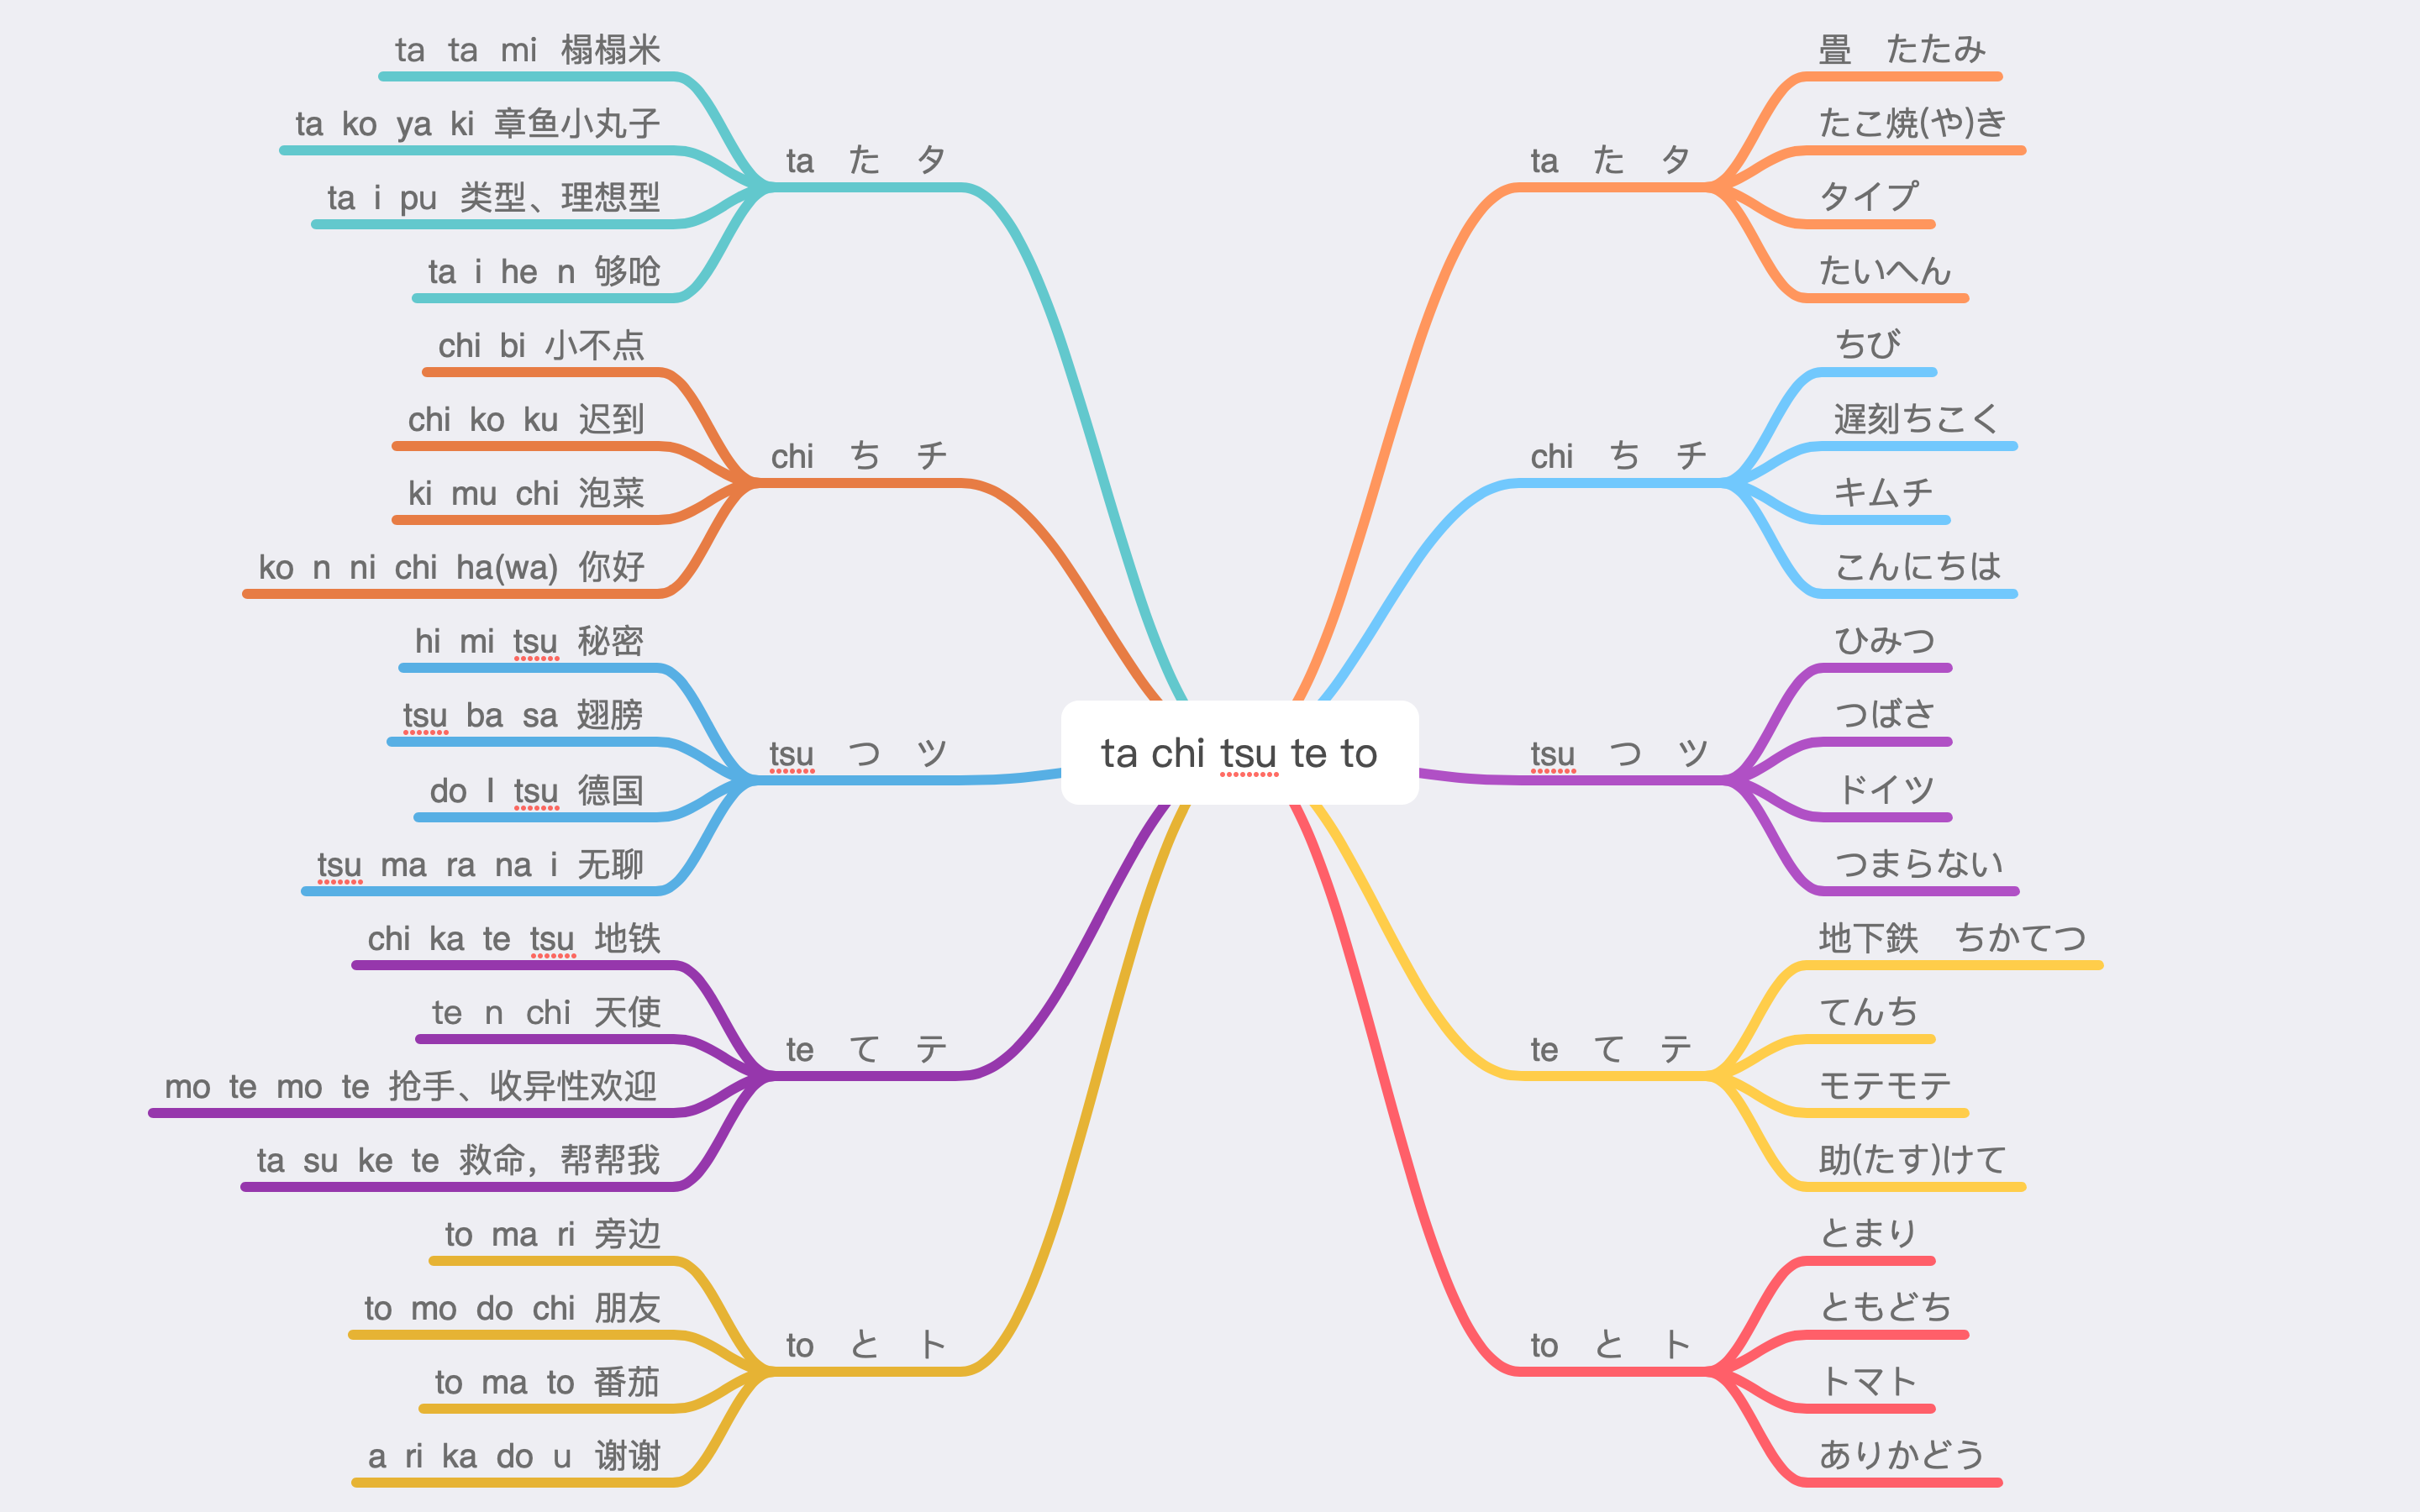 ta chi tsu te to
ta た タ
ta ta mi 榻榻米
ta ko ya ki 章鱼小丸子
ta i pu 类型、理想型
ta i he n 够呛
chi ち チ
chi bi 小不点
chi ko ku 迟到
ki mu chi 泡菜
ko n ni chi ha(wa) 你好
tsu つ ツ
hi mi tsu 秘密
tsu ba sa 翅膀
do I tsu 德国
tsu ma ra na i 无聊
te て テ
chi ka te tsu 地铁
te n chi 天使
mo te mo te 抢手、收异性欢迎
ta su ke te 救命，帮帮我
to と ト
to ma ri 旁边
to mo do chi 朋友
to ma to 番茄
a ri ka do u 谢谢
ta た タ
畳　たたみ
たこ焼(や)き
タイプ
たいへん
chi ち チ
ちび
遅刻ちこく
キムチ
こんにちは
tsu つ ツ
ひみつ
つばさ
ドイツ
つまらない
te て テ
地下鉄　ちかてつ
てんち
モテモテ
助(たす)けて
to と ト
とまり
ともどち
トマト
ありかどう